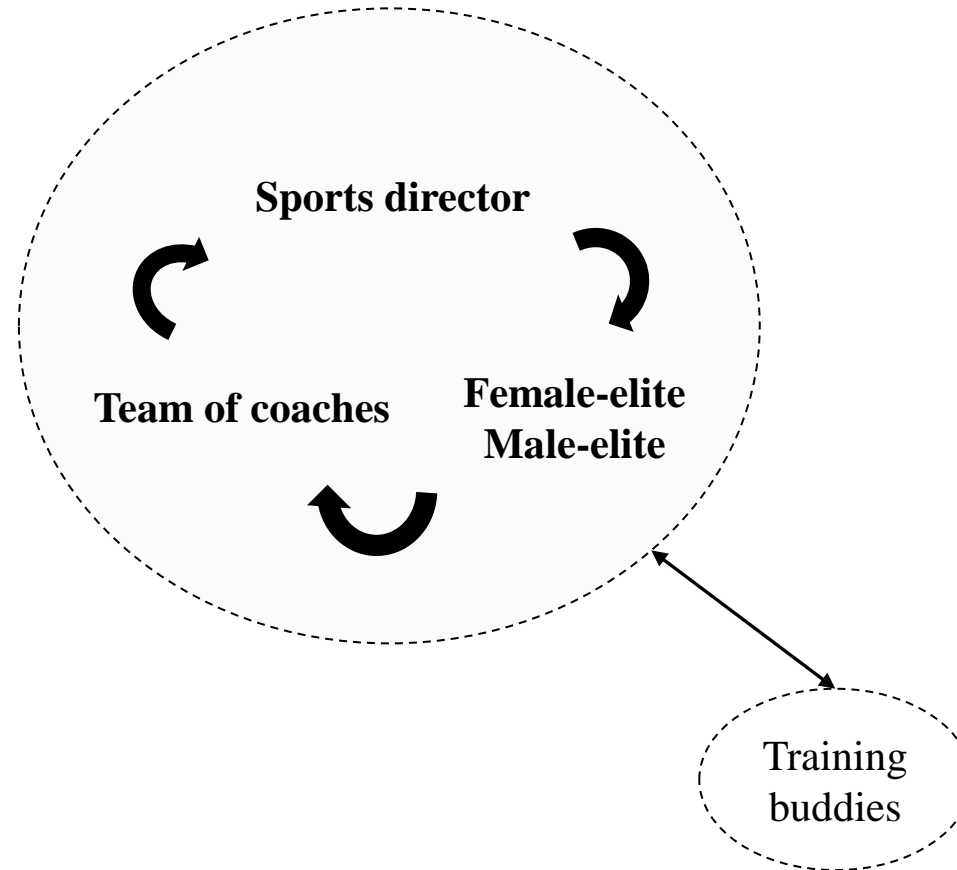 Sports director
Team of coaches
Female-elite
Male-elite
Training
buddies